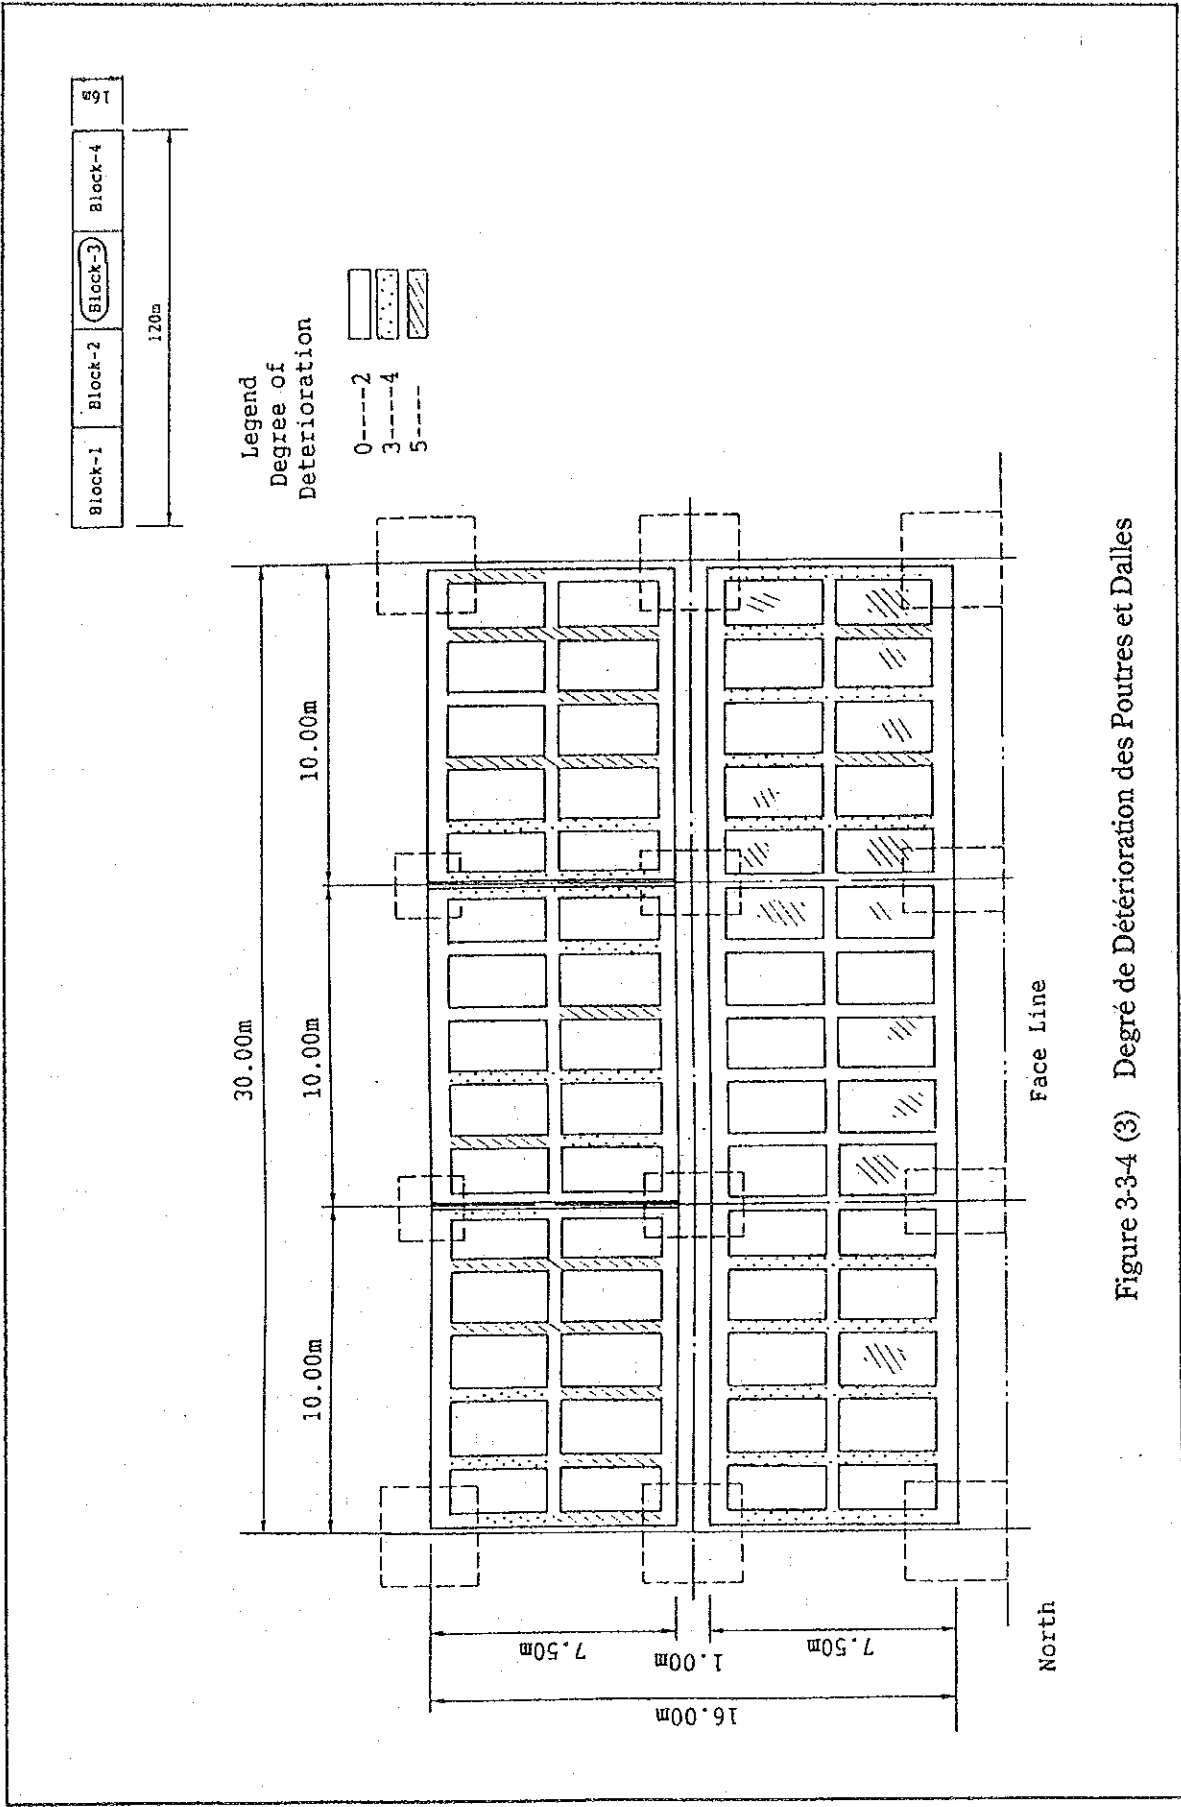 Block-1 Block-2 Block-3 Block-4
16m
120m
Legend
Degree of
Deterioration
0----2
3----4
5----
30.00m
10.00m 10.00m 10.00m
7.50m
1.00m
7.50m
16.00m
North
Face Line
Figure 3-3-4 (3) Degré de Détérioration des Poutres et Dalles